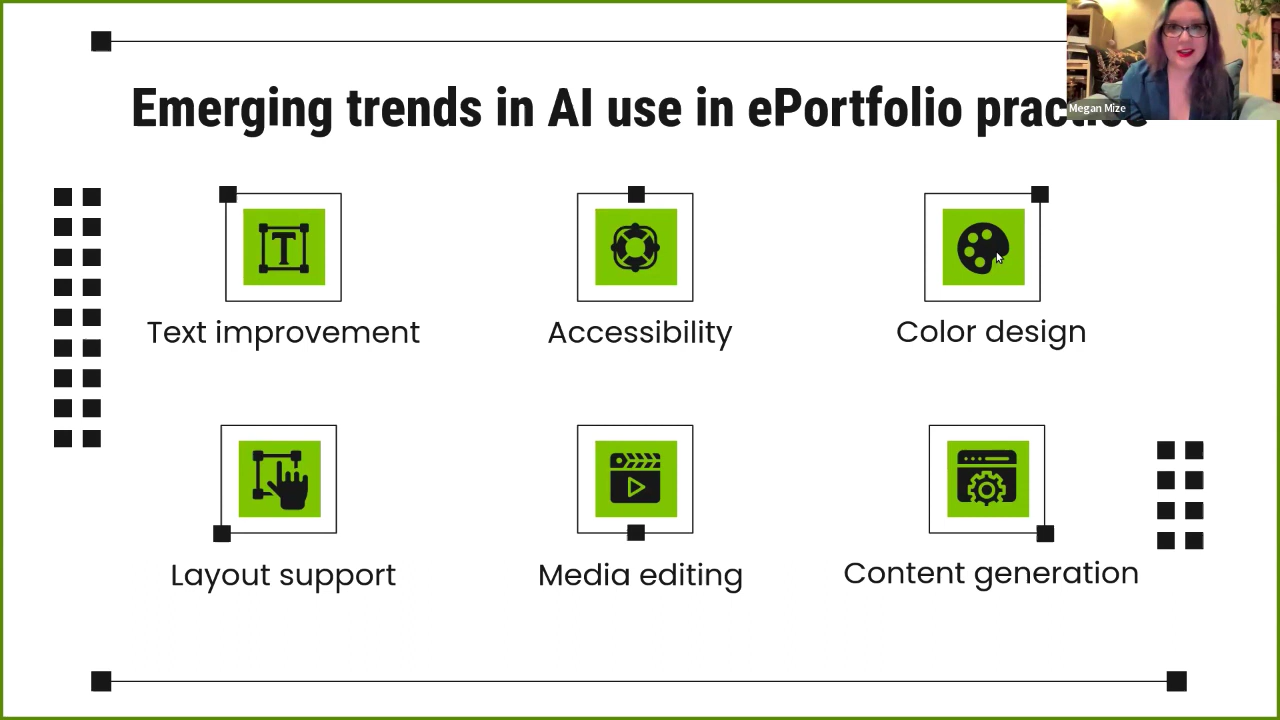 Emerging trends in AI use in ePortfolio practice
Megan Mize
T
Text improvement
Accessibility
Color design
Layout support
Media editing
Content generation